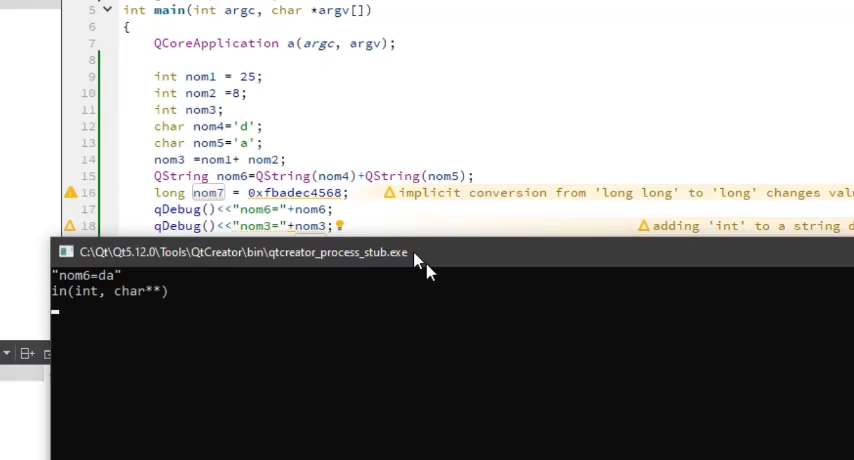 5 int main(int argc, char *argv[])
6 {
7 QCoreApplication a(argc, argv);
8
9 int nom1 = 25;
10 int nom2 =8;
11 int nom3;
12 char nom4='d';
13 char nom5='a';
14 nom3 =nom1+ nom2;
15 QString nom6=QString(nom4)+QString(nom5);
16 long nom7 = 0xfbadec4568; implicit conversion from 'long long' to 'long' changes
17 qDebug()<<"nom6="+nom6;
18 qDebug()<<"nom3="+nom3; adding 'int' to a string
C:\Qt\Qt5.12.0\Tools\QtCreator\bin\qtcreator_process_stub.exe
"nom6=da"
in(int, char**)